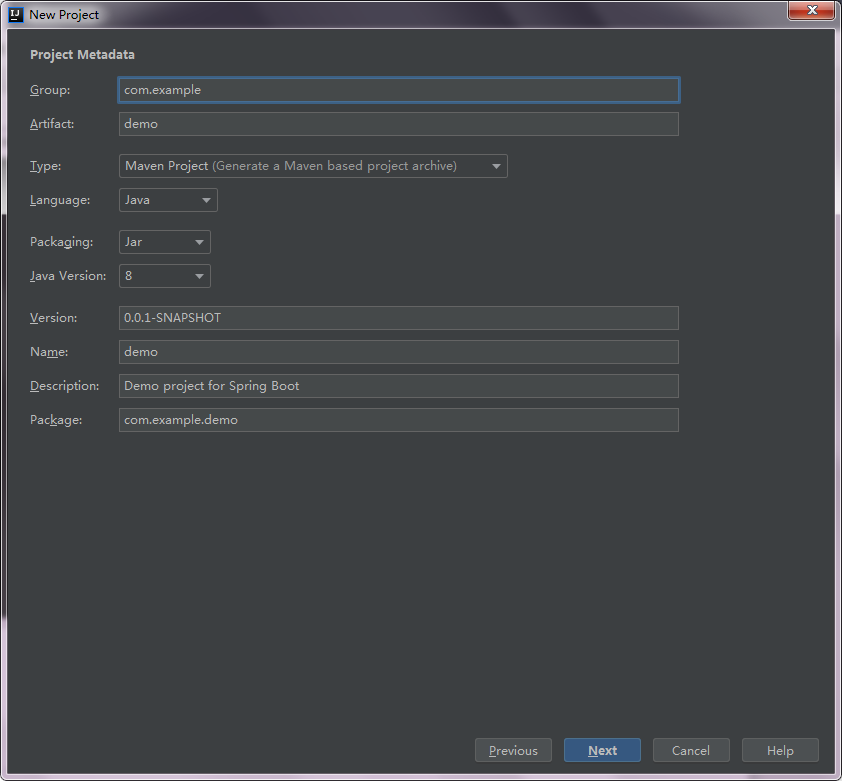 IJ New Project
Project Metadata
Group: com.example
Artifact: demo
Type: Maven Project (Generate a Maven based project archive)
Language: Java
Packaging: Jar
Java Version: 8
Version: 0.0.1-SNAPSHOT
Name: demo
Description: Demo project for Spring Boot
Package: com.example.demo
Previous Next Cancel Help